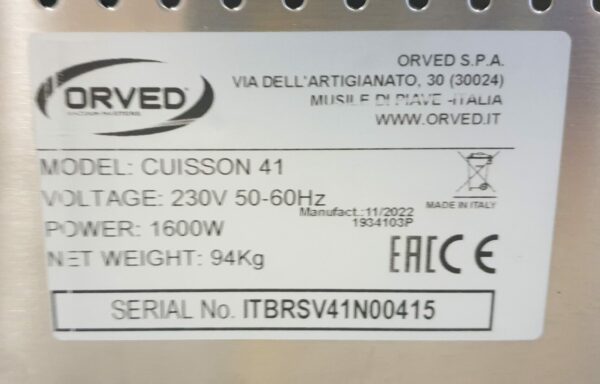 ORVED
ORVED S.P.A.
VIA DELL'ARTIGIANATO, 30 (30024)
MUSILE DI PIAVE -ITALIA
WWW.ORVED.IT
MODEL: CUISSON 41
VOLTAGE: 230V 50-60Hz
Manufact.:11/2022
1934103P
POWER: 1600W
NET WEIGHT: 94Kg
MADE IN ITALY
EAC CE
SERIAL No. ITBRSV41N00415